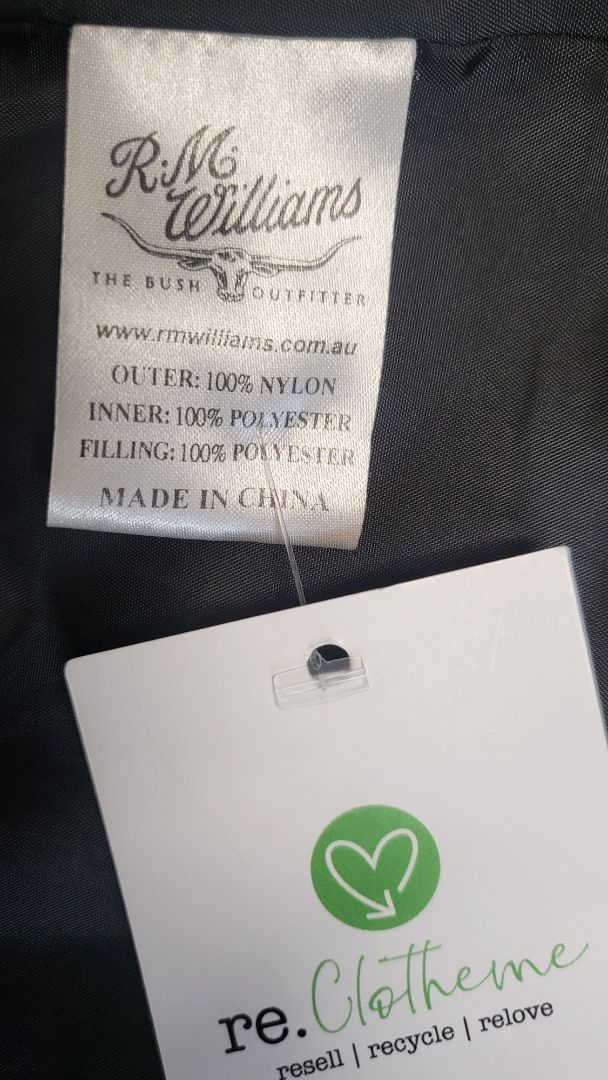 R.M.
Williams
THE BUSH OUTFITTER
www.rmwilliams.com.au
OUTER: 100% NYLON
INNER: 100% POLYESTER
FILLING: 100% POLYESTER
MADE IN CHINA
re.Clotheme
resell | recycle | relove